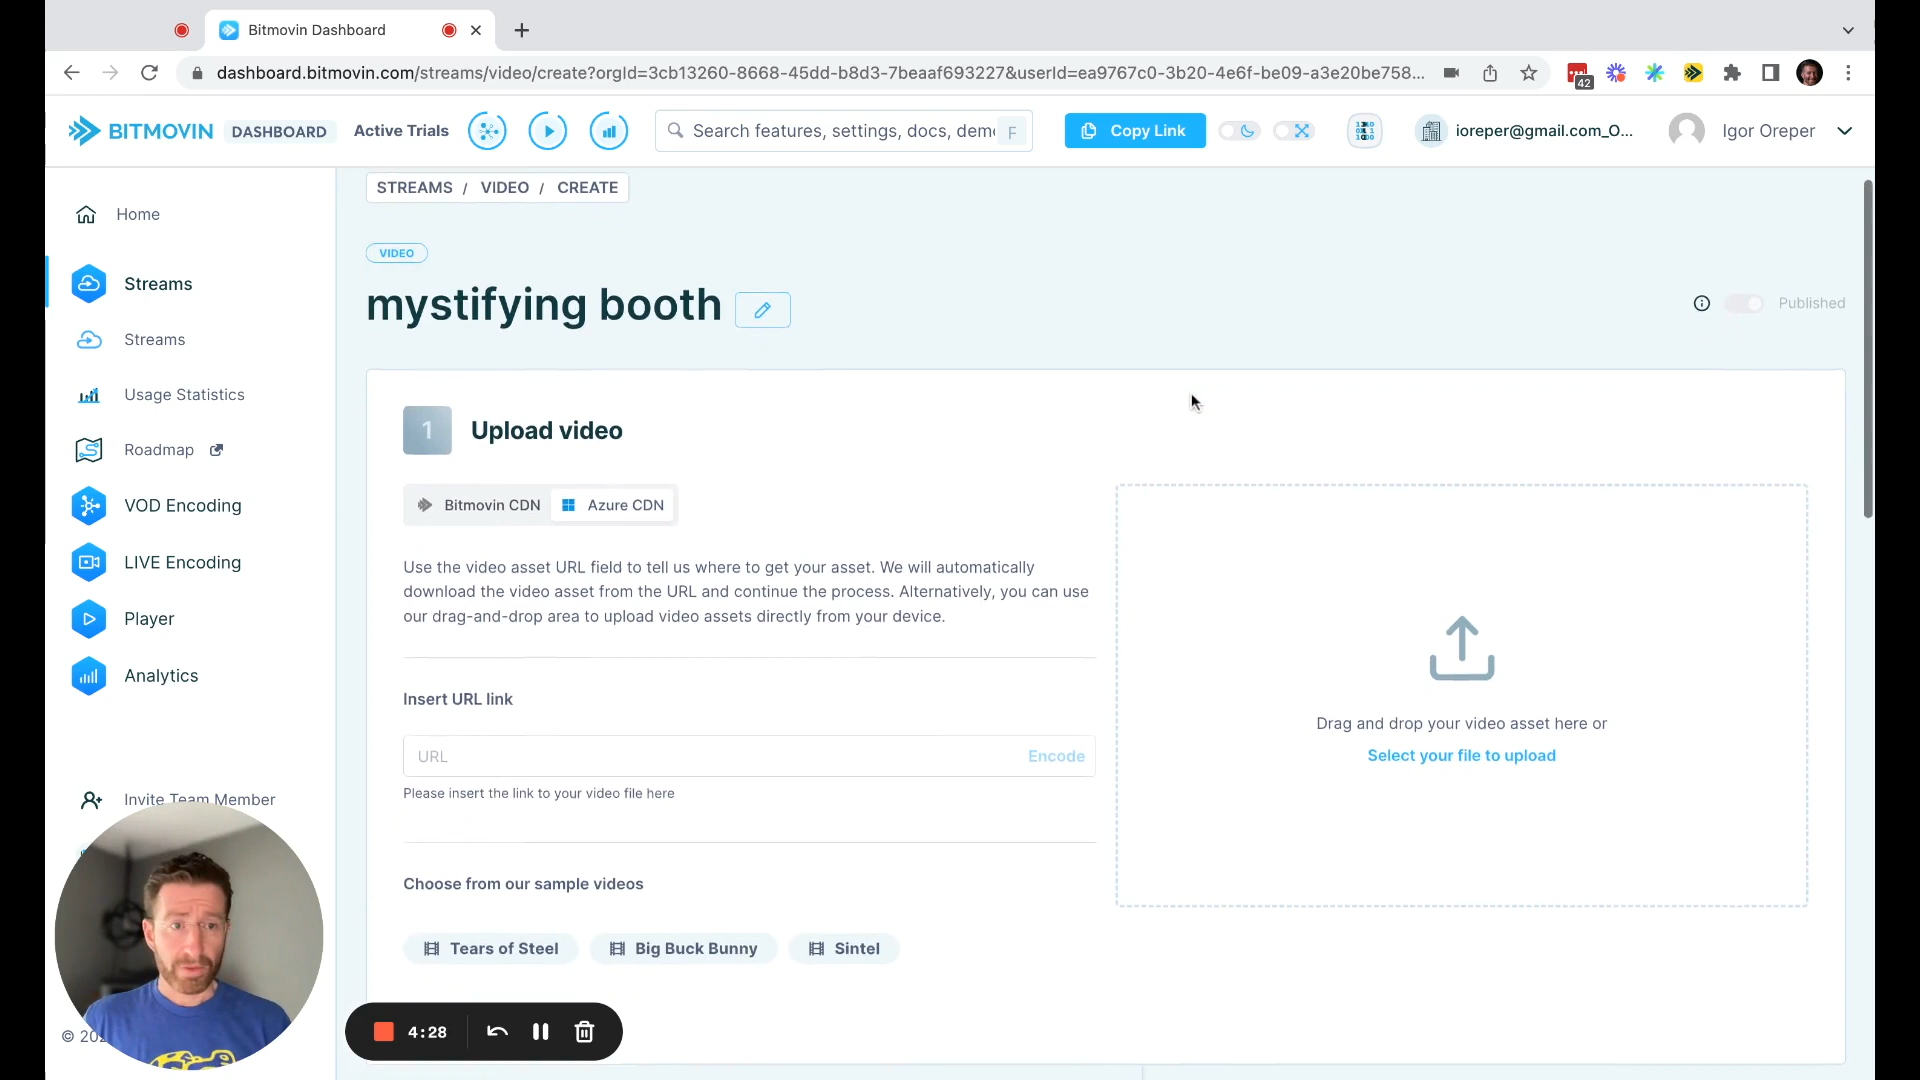 Bitmovin Dashboard
dashboard.bitmovin.com/streams/video/create?orgId=3cb13260-8668-45dd-b8d3-7beaaf693227&userId=ea9767c0-3b20-4e6f-be09-a3e20be758...
42
BITMOVIN DASHBOARD
Active Trials
Search features, settings, docs, dem
F
Copy Link
ioreper@gmail.com_O...
Igor Oreper
STREAMS / VIDEO / CREATE
Home
Streams
Streams
Usage Statistics
Roadmap
VOD Encoding
LIVE Encoding
Player
Analytics
Invite Team Member
© 20
VIDEO
mystifying booth
Published
1
Upload video
Bitmovin CDN
Azure CDN
Use the video asset URL field to tell us where to get your asset. We will automatically
download the video asset from the URL and continue the process. Alternatively, you can use
our drag-and-drop area to upload video assets directly from your device.
Insert URL link
URL
Encode
Please insert the link to your video file here
Choose from our sample videos
Tears of Steel
Big Buck Bunny
Sintel
Drag and drop your video asset here or
Select your file to upload
4:28